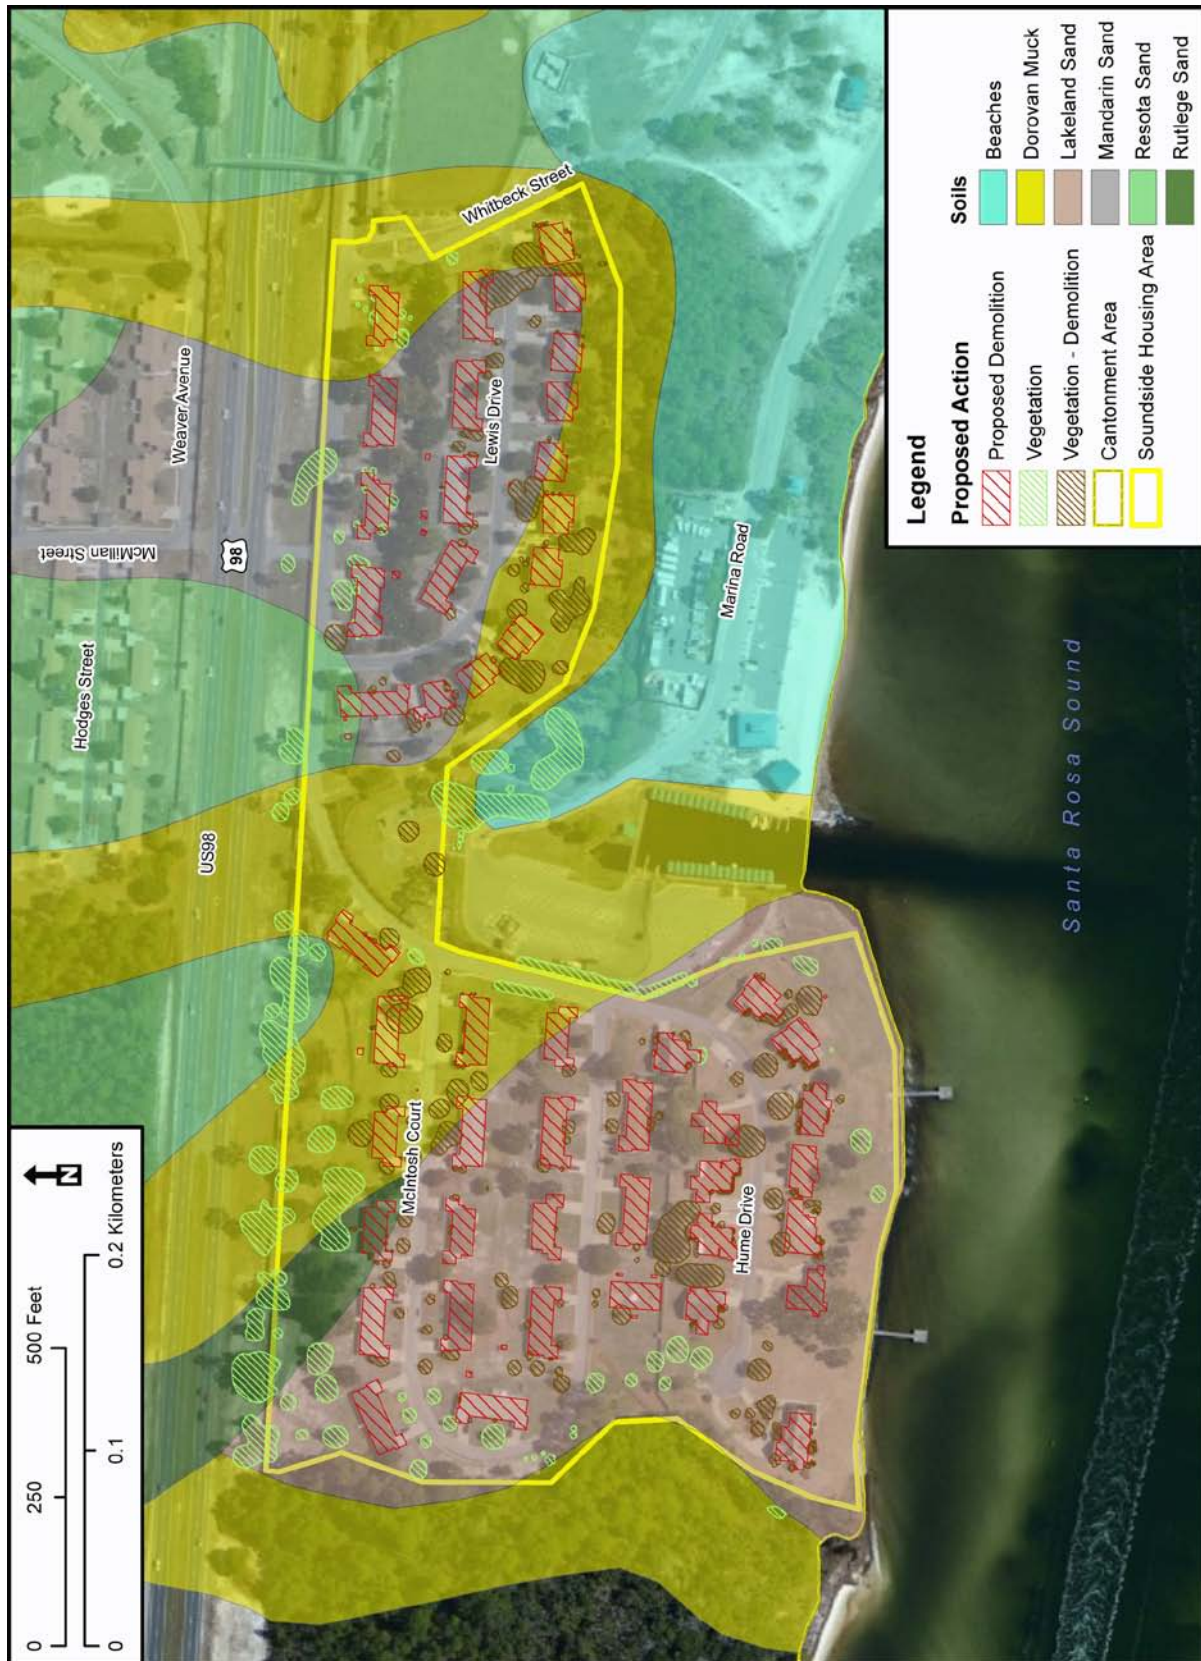 0 250 500 Feet
0 0.1 0.2 Kilometers
N
Hodges Street
McMillan Street
Weaver Avenue
US98
98
Whitbeck Street
Lewis Drive
McIntosh Court
Hume Drive
Marina Road
Santa Rosa Sound
Legend
Proposed Action
Proposed Demolition
Vegetation
Vegetation - Demolition
Cantonment Area
Soundside Housing Area
Soils
Beaches
Dorovan Muck
Lakeland Sand
Mandarin Sand
Resota Sand
Rutlege Sand